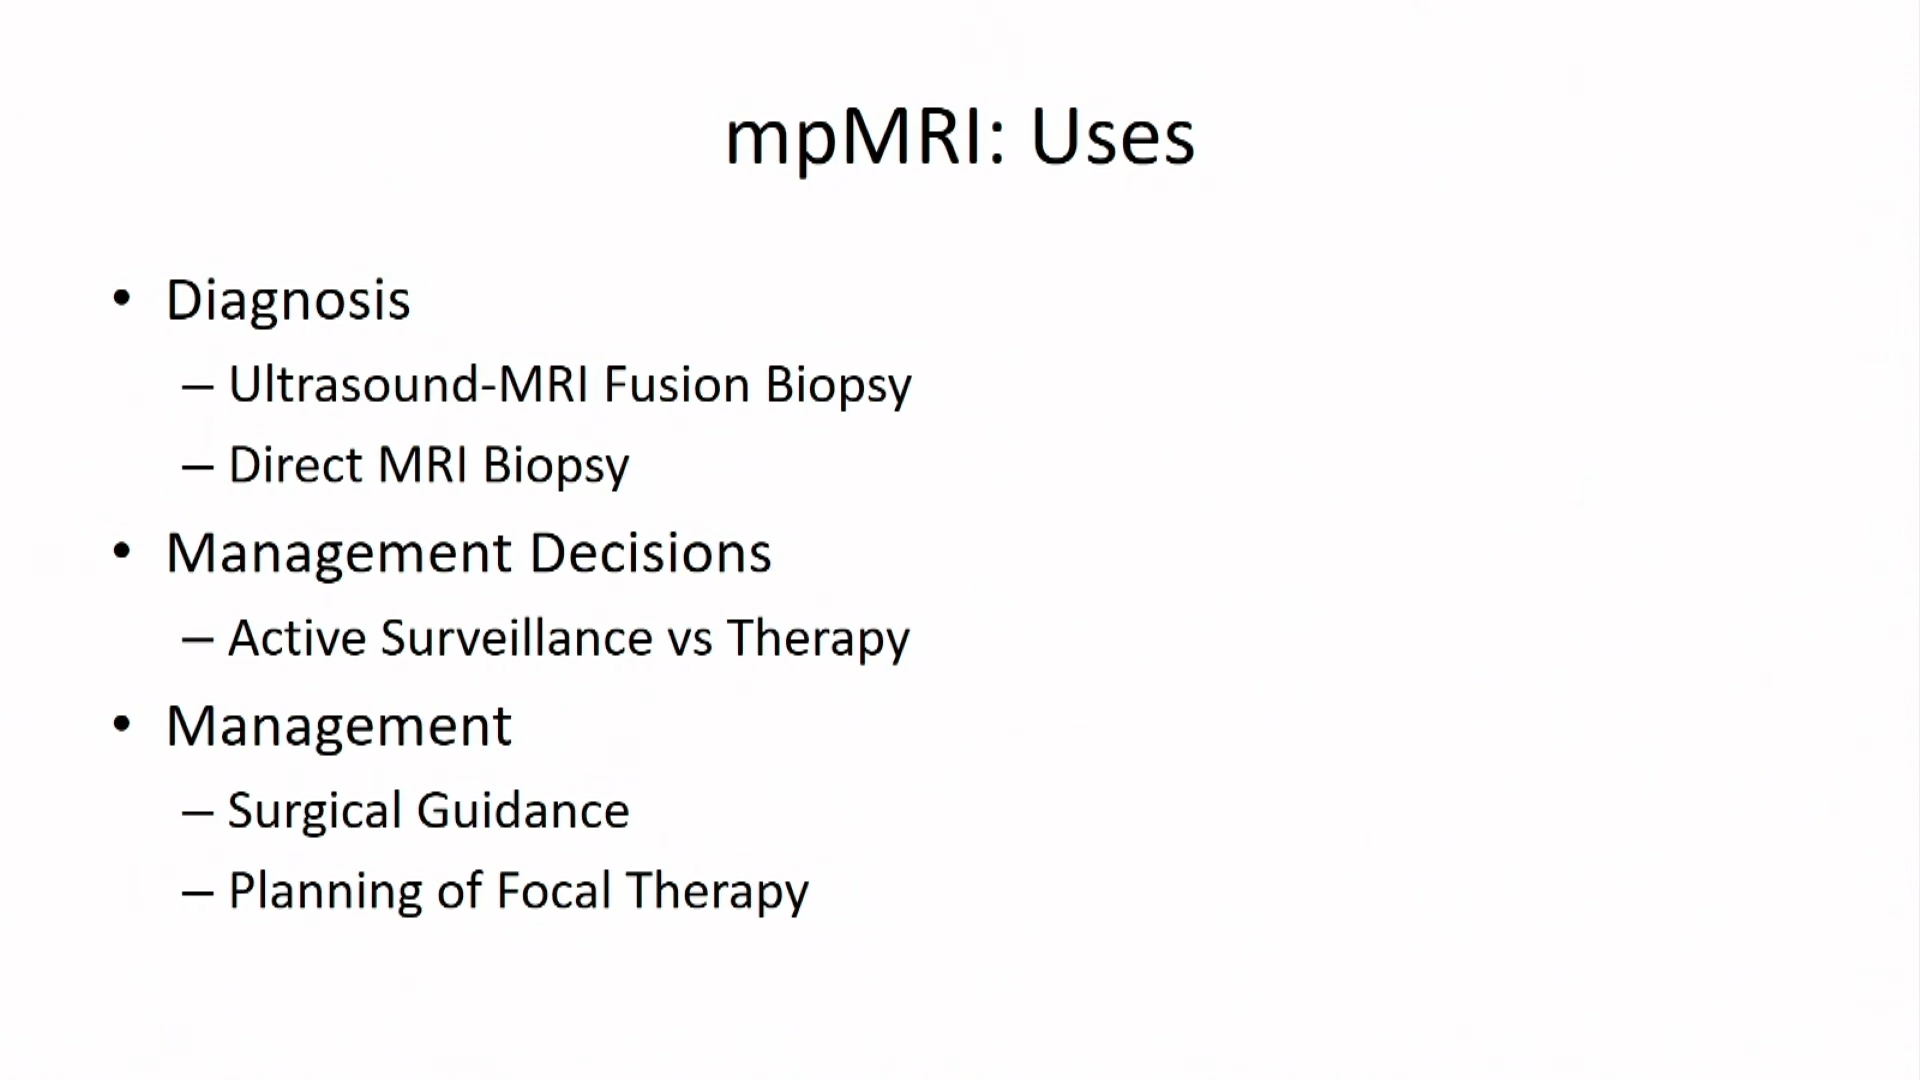 mpMRI: Uses
• Diagnosis
– Ultrasound-MRI Fusion Biopsy
– Direct MRI Biopsy
• Management Decisions
– Active Surveillance vs Therapy
• Management
– Surgical Guidance
– Planning of Focal Therapy